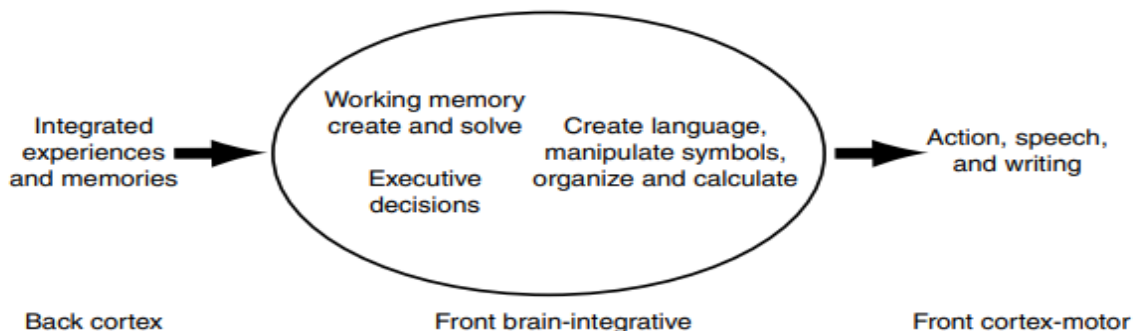 Integrated
experiences
and memories
Working memory
create and solve
Executive
decisions
Create language,
manipulate symbols,
organize and calculate
Action, speech,
and writing
Back cortex
Front brain-integrative
Front cortex-motor